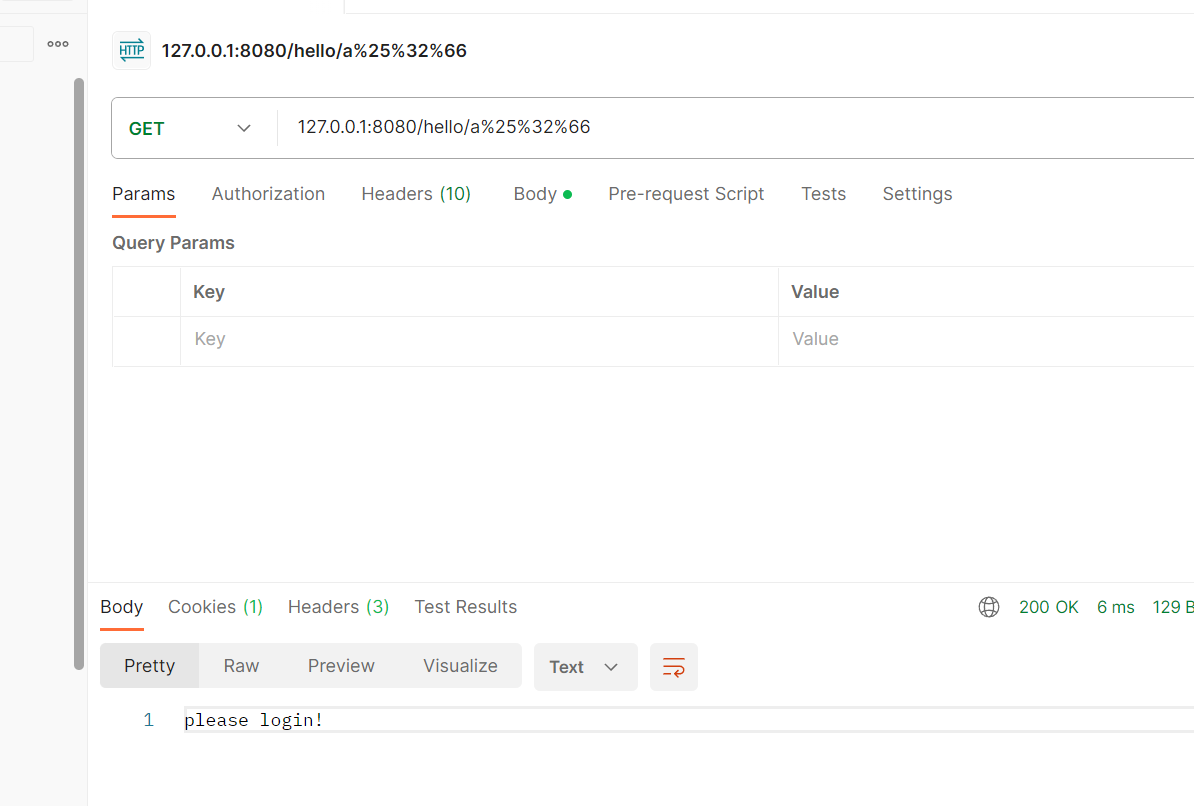 HTTP 127.0.0.1:8080/hello/a%25%32%66
GET 127.0.0.1:8080/hello/a%25%32%66
Params Authorization Headers (10) Body Pre-request Script Tests Settings
Query Params
Key Value
Key Value
Body Cookies (1) Headers (3) Test Results 200 OK 6 ms 129 B
Pretty Raw Preview Visualize Text
1 please login!